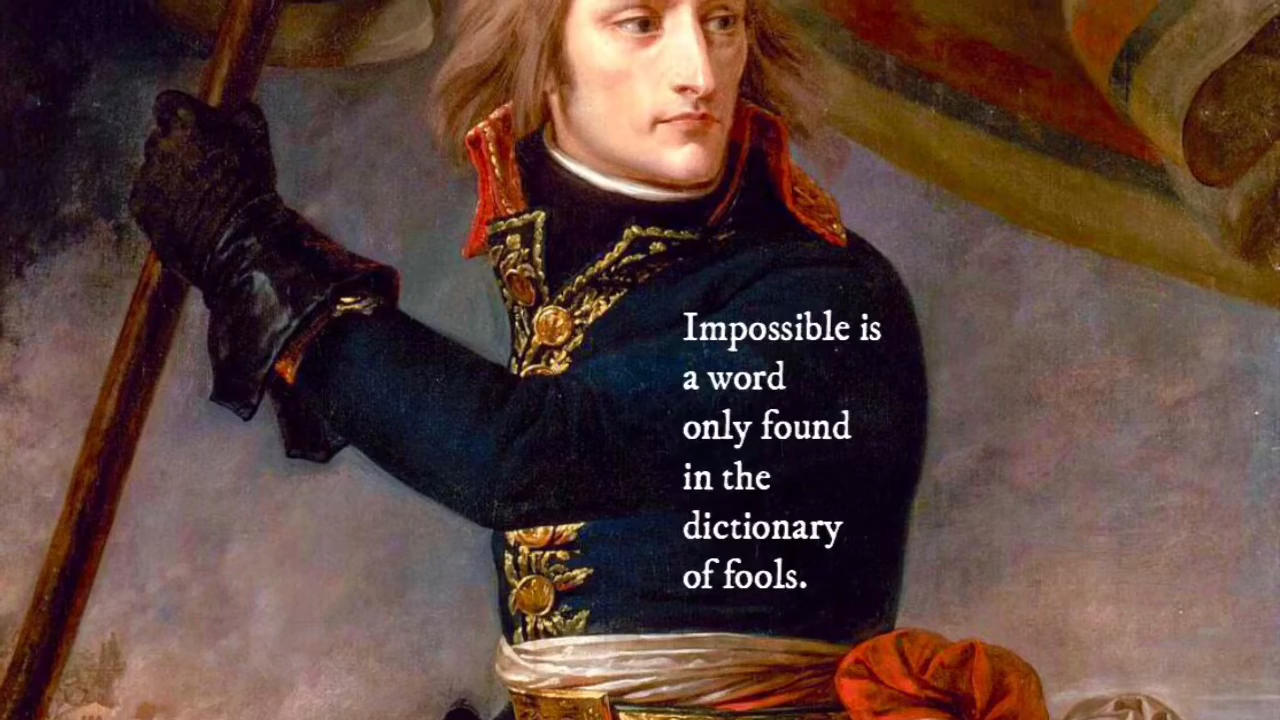 Impossible is
a word
only found
in the
dictionary
of fools.